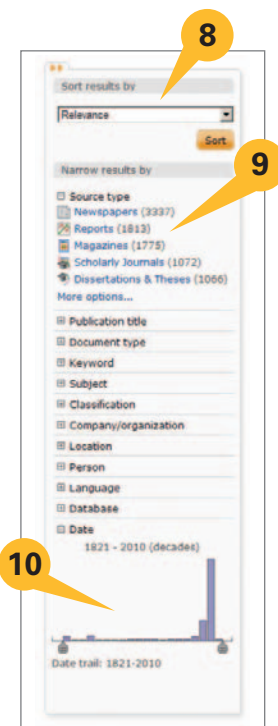 8
Sort results by
Relevance
Sort
9
Narrow results by
Source type
Newspapers (3337)
Reports (1813)
Magazines (1775)
Scholarly Journals (1072)
Dissertations & Theses (1066)
More options...
Publication title
Document type
Keyword
Subject
Classification
Company/organization
Location
Person
Language
Database
Date
1821 - 2010 (decades)
10
Date trail: 1821-2010